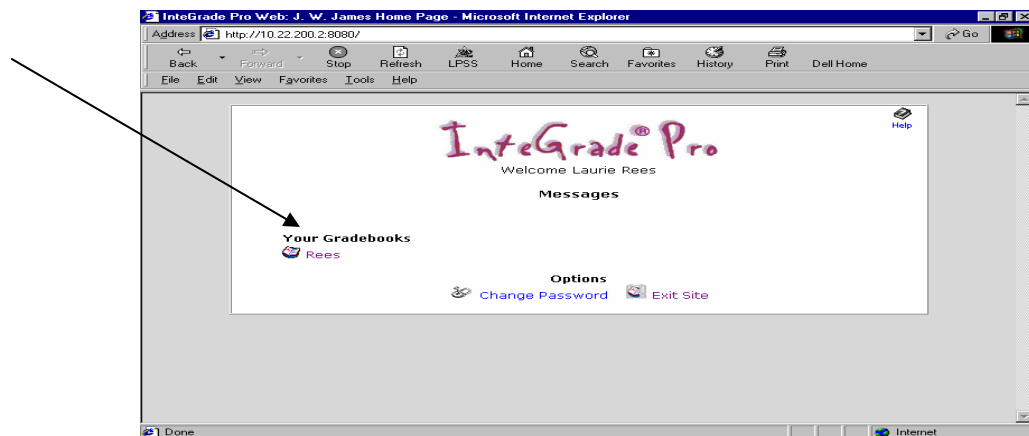 InteGrade Pro Web: J. W. James Home Page - Microsoft Internet Explorer
Address http://10.22.200.2:8080/ Go
Back Forward Stop Refresh LPSS Home Search Favorites History Print Dell Home
File Edit View Favorites Tools Help
Help
InteGrade® Pro
Welcome Laurie Rees
Messages
Your Gradebooks
Rees
Options
Change Password Exit Site
Done Internet